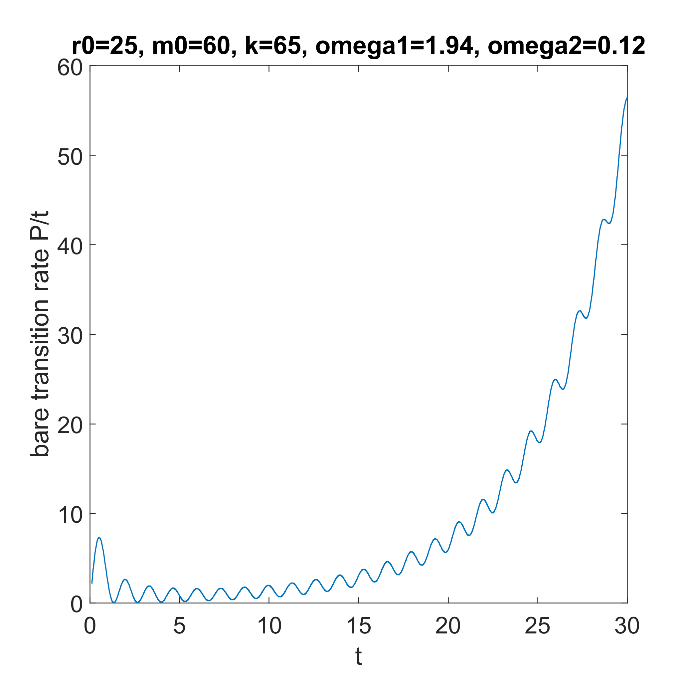 r0=25, m0=60, k=65, omega1=1.94, omega2=0.12
60
50
40
30
20
10
0
bare transition rate P/t
0 5 10 15 20 25 30
t